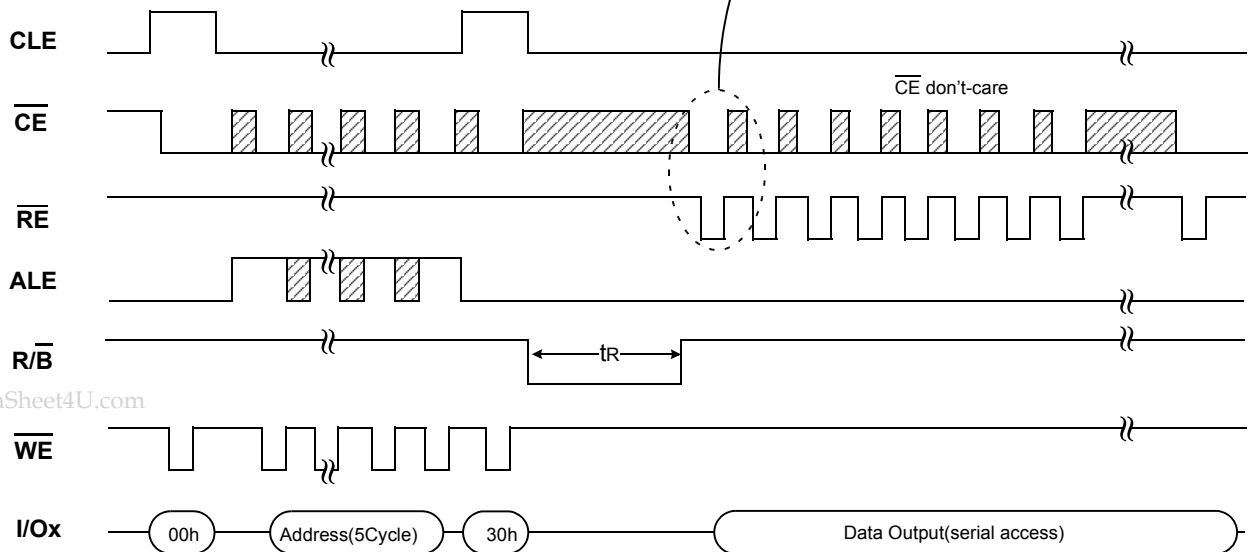 CLE
CE
CE don't-care
RE
ALE
R/B
tR
aSheet4U.com
WE
I/Ox
00h
Address(5Cycle)
30h
Data Output(serial access)